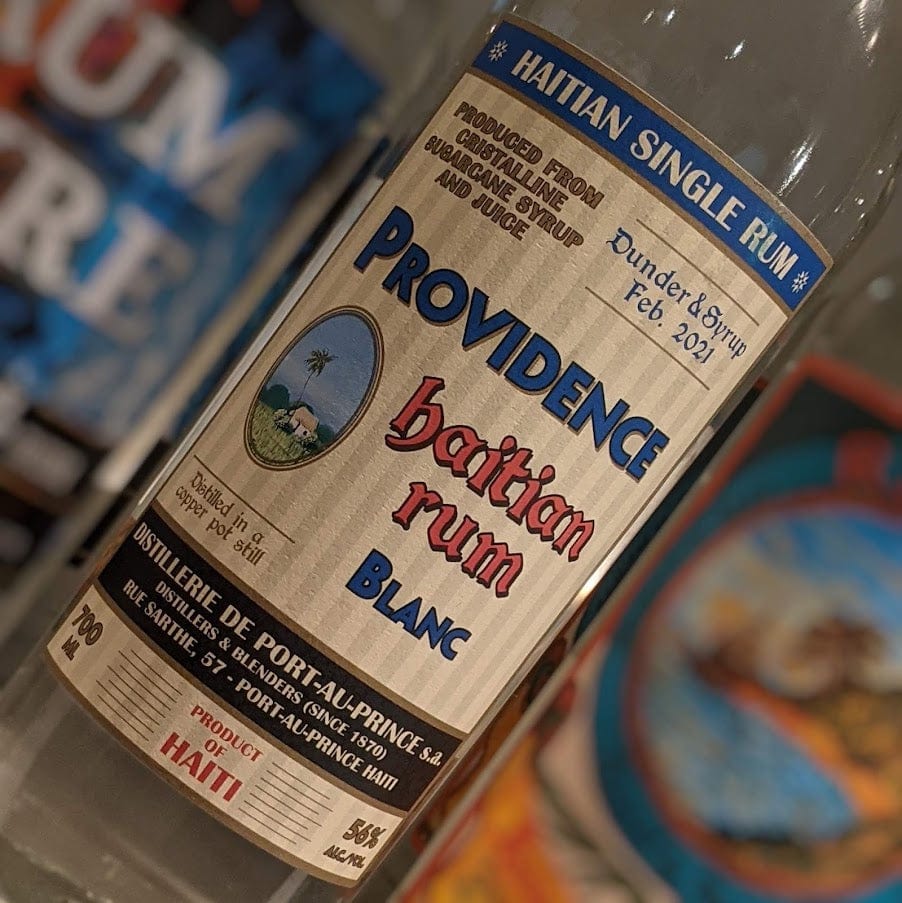 HAITIAN SINGLE RUM
PRODUCED FROM
CRISTALLINE
SUGARCANE SYRUP
AND JUICE
Dunder & Syrup
Feb. 2021
PROVIDENCE
haitian
rum
BLANC
Distilled in a
copper pot still
DISTILLERIE DE PORT-AU-PRINCE s.a.
DISTILLERS & BLENDERS (SINCE 1870)
RUE SARTHE, 57 - PORT-AU-PRINCE HAITI
700
ML
PRODUCT
OF
HAITI
56%
ALC./VOL
UM
RE